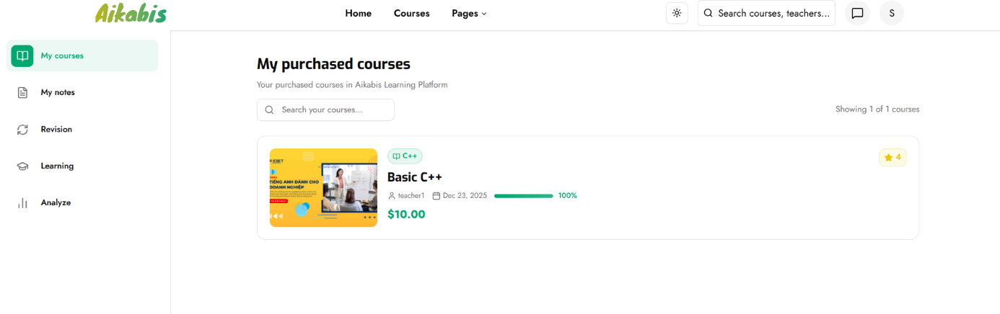 Aikabis
Home Courses Pages
Search courses, teachers...
S
My courses
My notes
Revision
Learning
Analyze
My purchased courses
Your purchased courses in Aikabis Learning Platform
Search your courses...
Showing 1 of 1 courses
ESET
TIẾNG ANH DÀNH CHO
DOANH NGHIỆP
C++
4
Basic C++
teacher1 Dec 23, 2025 100%
$10.00